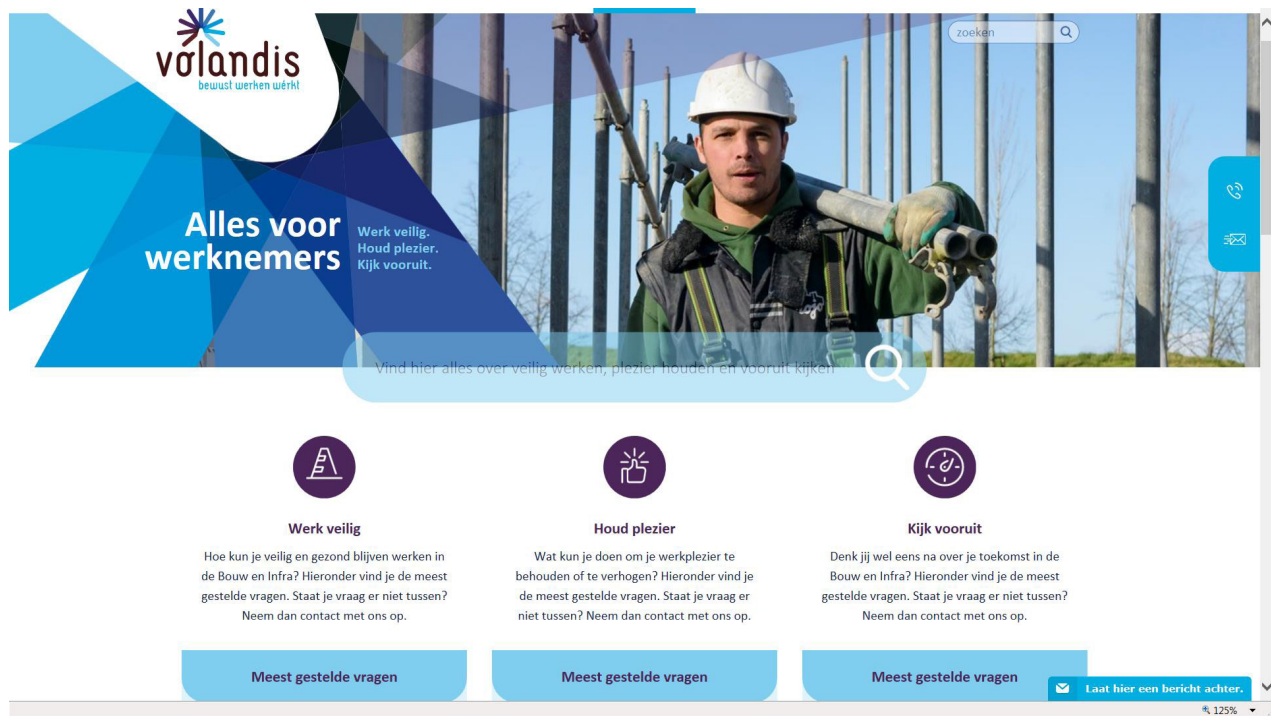 volandis
bewust werken wérkt
zoeken
Alles voor
werknemers
Werk veilig.
Houd plezier.
Kijk vooruit.
Vind hier alles over veilig werken, plezier houden en vooruit kijken
Werk veilig
Hoe kun je veilig en gezond blijven werken in
de Bouw en Infra? Hieronder vind je de meest
gestelde vragen. Staat je vraag er niet tussen?
Neem dan contact met ons op.
Meest gestelde vragen
Houd plezier
Wat kun je doen om je werkplezier te
behouden of te verhogen? Hieronder vind je
de meest gestelde vragen. Staat je vraag er
niet tussen? Neem dan contact met ons op.
Meest gestelde vragen
Kijk vooruit
Denk jij wel eens na over je toekomst in de
Bouw en Infra? Hieronder vind je de meest
gestelde vragen. Staat je vraag er niet tussen?
Neem dan contact met ons op.
Meest gestelde vragen
Laat hier een bericht achter.
125%